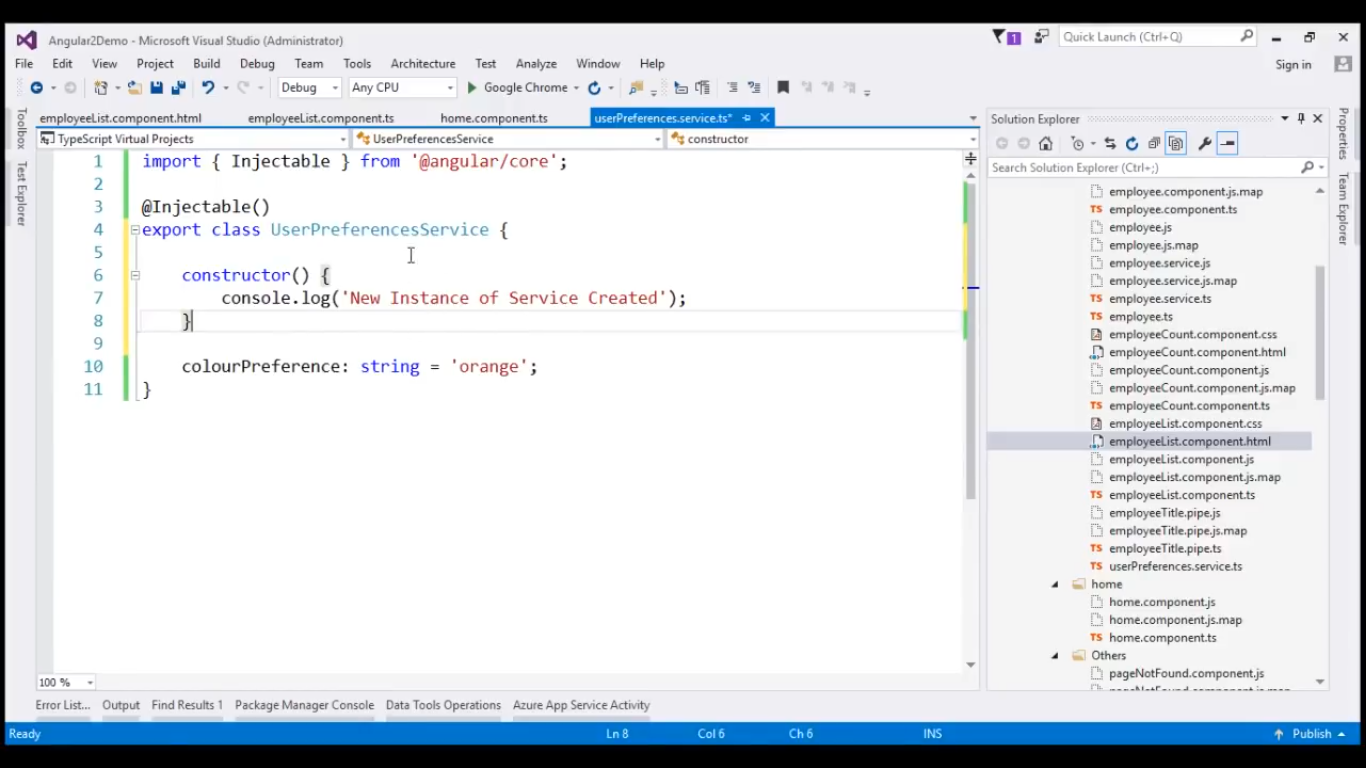 Angular2Demo - Microsoft Visual Studio (Administrator)
1
Quick Launch (Ctrl+Q)
File Edit View Project Build Debug Team Tools Architecture Test Analyze Window Help
Sign in
Debug Any CPU Google Chrome
Toolbox
Test Explorer
employeeList.component.html employeeList.component.ts home.component.ts userPreferences.service.ts*
TypeScript Virtual Projects UserPreferencesService constructor
1 import { Injectable } from '@angular/core';
2
3 @Injectable()
4 export class UserPreferencesService {
5
6 constructor() {
7 console.log('New Instance of Service Created');
8 }
9
10 colourPreference: string = 'orange';
11 }
100 %
Solution Explorer
Search Solution Explorer (Ctrl+;)
employee.component.js.map
TS employee.component.ts
employee.js
employee.js.map
employee.service.js
employee.service.js.map
TS employee.service.ts
TS employee.ts
employeeCount.component.css
employeeCount.component.html
employeeCount.component.js
employeeCount.component.js.map
TS employeeCount.component.ts
employeeList.component.css
employeeList.component.html
employeeList.component.js
employeeList.component.js.map
TS employeeList.component.ts
employeeTitle.pipe.js
employeeTitle.pipe.js.map
TS employeeTitle.pipe.ts
TS userPreferences.service.ts
home
home.component.js
home.component.js.map
TS home.component.ts
Others
pageNotFound.component.js
Properties
Team Explorer
Error List... Output Find Results 1 Package Manager Console Data Tools Operations Azure App Service Activity
Ready Ln 8 Col 6 Ch 6 INS Publish